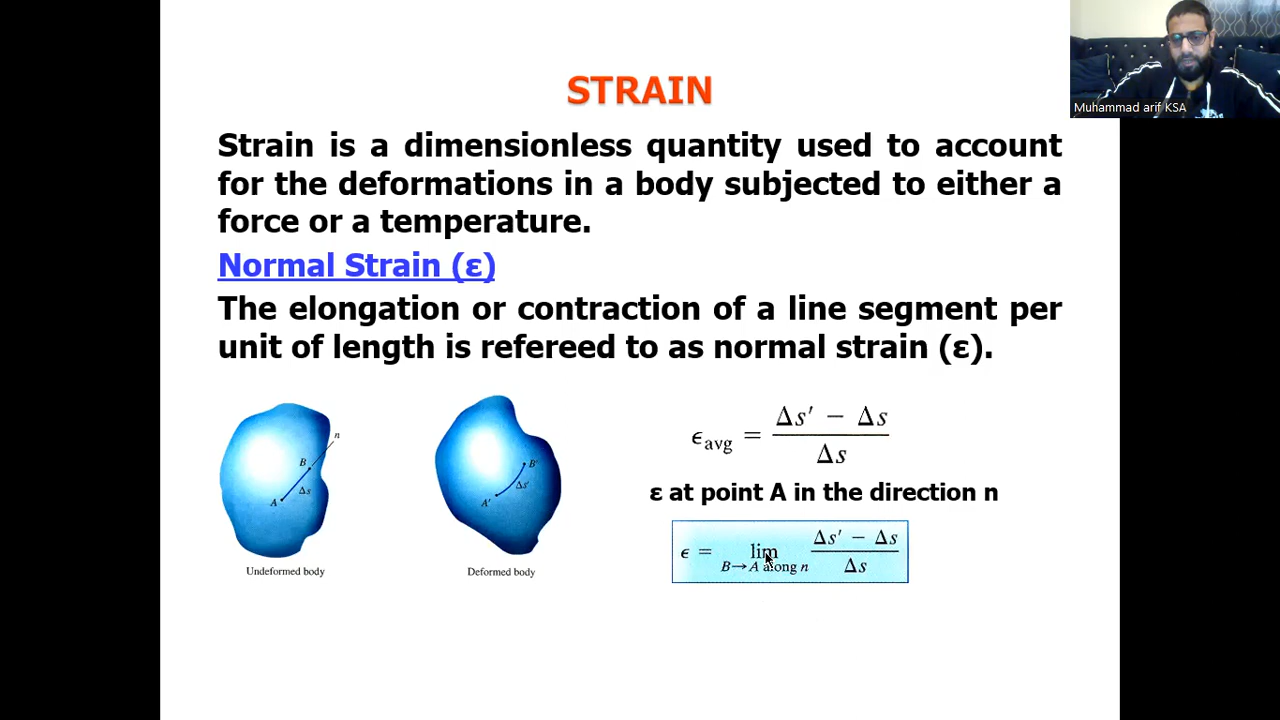 STRAIN
Muhammad arif KSA
Strain is a dimensionless quantity used to account
for the deformations in a body subjected to either a
force or a temperature.
Normal Strain (ε)
The elongation or contraction of a line segment per
unit of length is refereed to as normal strain (ε).
n
B
Δs
A
Undeformed body
B'
Δs'
A'
Deformed body
ϵavg = (Δs′ − Δs) / Δs
ε at point A in the direction n
ϵ = lim B→A along n (Δs′ − Δs) / Δs